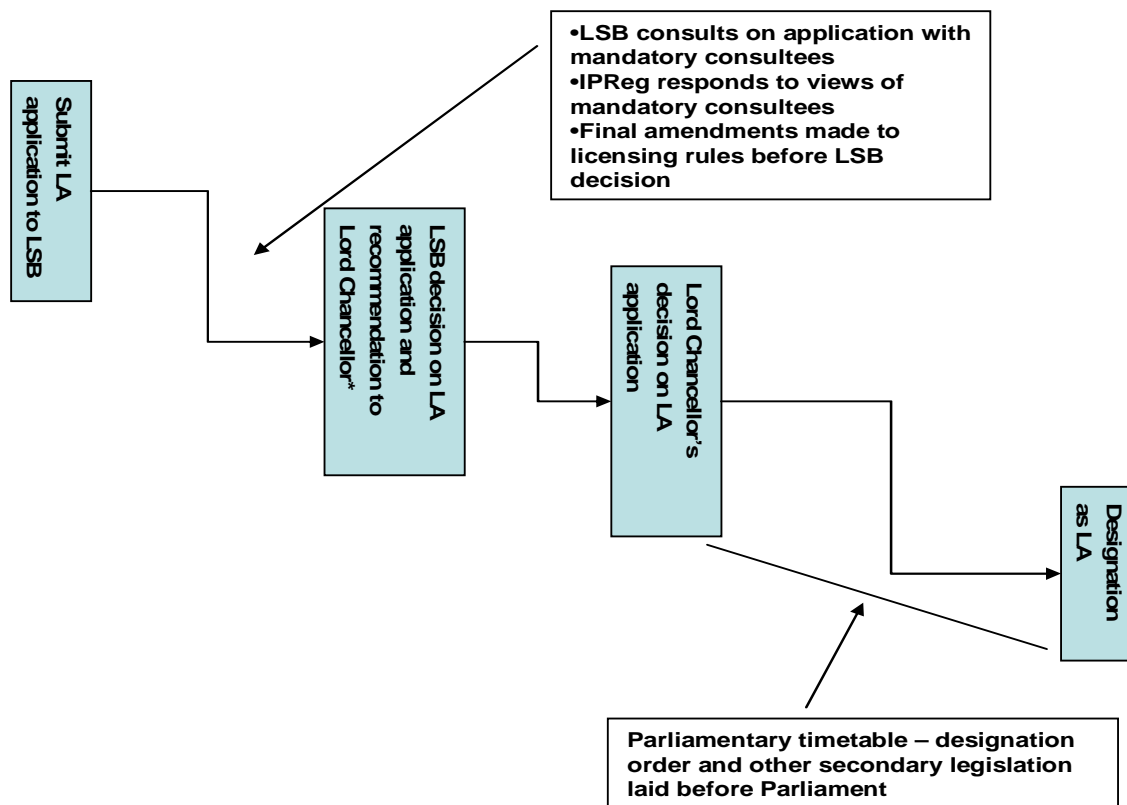 •LSB consults on application with
mandatory consultees
•IPReg responds to views of
mandatory consultees
•Final amendments made to
licensing rules before LSB
decision
Submit LA
application to LSB
LSB decision on LA
application and
recommendation to
Lord Chancellor*
Lord Chancellor’s
decision on LA
application
Designation
as LA
Parliamentary timetable – designation
order and other secondary legislation
laid before Parliament